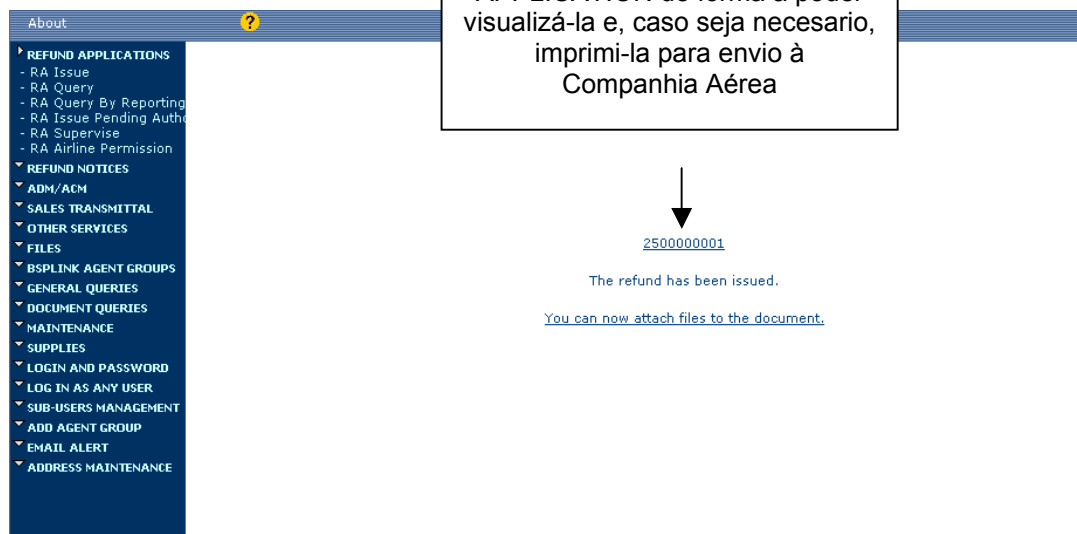 About
?
visualizá-la e, caso seja necesario,
imprimi-la para envio à
Companhia Aérea
REFUND APPLICATIONS
- RA Issue
- RA Query
- RA Query By Reporting
- RA Issue Pending Autho
- RA Supervise
- RA Airline Permission
REFUND NOTICES
ADM/ACM
SALES TRANSMITTAL
OTHER SERVICES
FILES
BSPLINK AGENT GROUPS
GENERAL QUERIES
DOCUMENT QUERIES
MAINTENANCE
SUPPLIES
LOGIN AND PASSWORD
LOG IN AS ANY USER
SUB-USERS MANAGEMENT
ADD AGENT GROUP
EMAIL ALERT
ADDRESS MAINTENANCE
2500000001
The refund has been issued.
You can now attach files to the document.